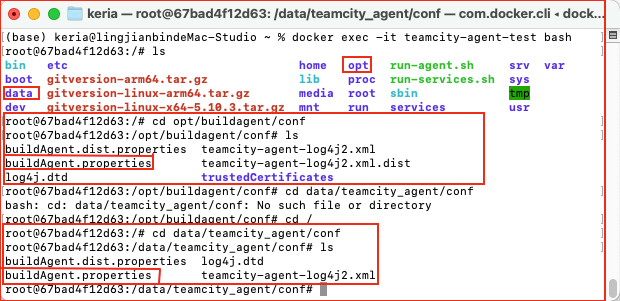 keria — root@67bad4f12d63: /data/teamcity_agent/conf — com.docker.cli ◂ dock...
(base) keria@lingjianbindeMac-Studio ~ % docker exec -it teamcity-agent-test bash
root@67bad4f12d63:/# ls
bin etc home opt run-agent.sh srv var
boot gitversion-arm64.tar.gz lib proc run-services.sh sys
data gitversion-linux-arm64.tar.gz media root sbin tmp
dev gitversion-linux-x64-5.10.3.tar.gz mnt run services usr
root@67bad4f12d63:/# cd opt/buildagent/conf
root@67bad4f12d63:/opt/buildagent/conf# ls
buildAgent.dist.properties teamcity-agent-log4j2.xml
buildAgent.properties teamcity-agent-log4j2.xml.dist
log4j.dtd trustedCertificates
root@67bad4f12d63:/opt/buildagent/conf# cd data/teamcity_agent/conf
bash: cd: data/teamcity_agent/conf: No such file or directory
root@67bad4f12d63:/opt/buildagent/conf# cd /
root@67bad4f12d63:/# cd data/teamcity_agent/conf
root@67bad4f12d63:/data/teamcity_agent/conf# ls
buildAgent.dist.properties log4j.dtd
buildAgent.properties teamcity-agent-log4j2.xml
root@67bad4f12d63:/data/teamcity_agent/conf#